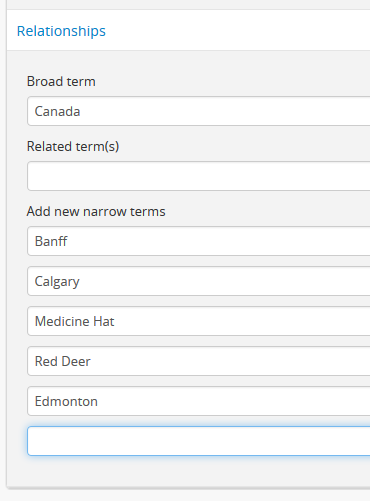 Relationships
Broad term
Canada
Related term(s)
Add new narrow terms
Banff
Calgary
Medicine Hat
Red Deer
Edmonton